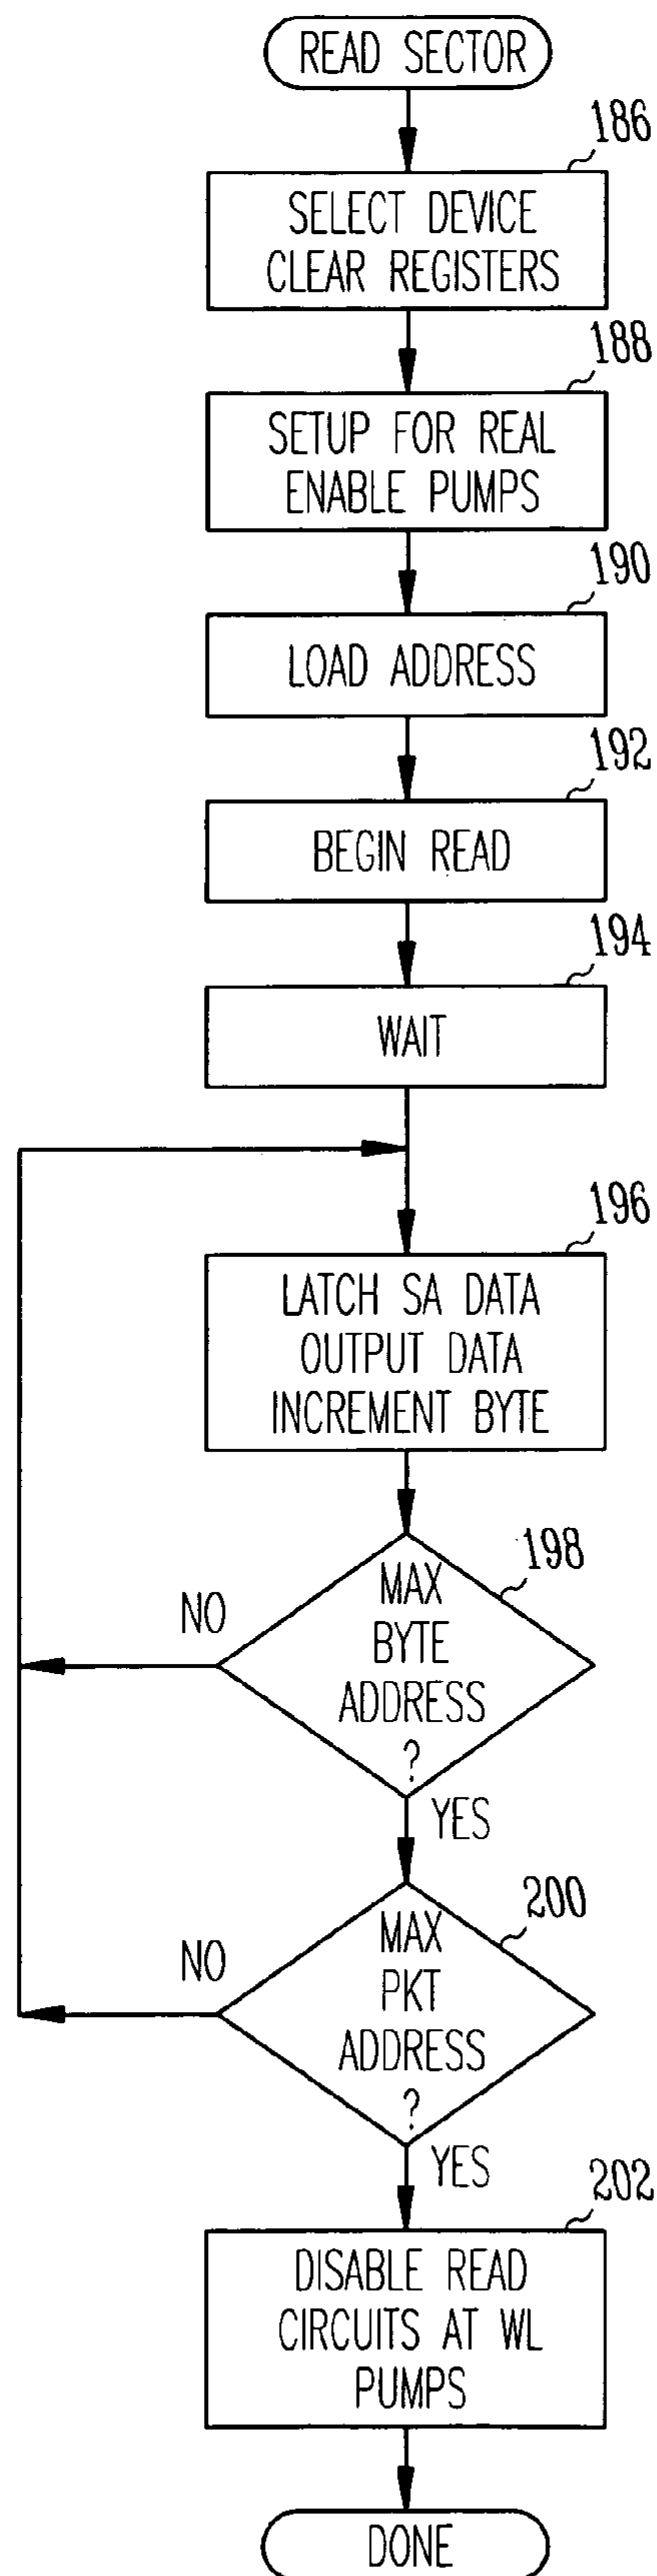 READ SECTOR
186
SELECT DEVICE
CLEAR REGISTERS
188
SETUP FOR REAL
ENABLE PUMPS
190
LOAD ADDRESS
192
BEGIN READ
194
WAIT
196
LATCH SA DATA
OUTPUT DATA
INCREMENT BYTE
198
MAX
BYTE
ADDRESS
?
NO
YES
200
MAX
PKT
ADDRESS
?
NO
YES
202
DISABLE READ
CIRCUITS AT WL
PUMPS
DONE